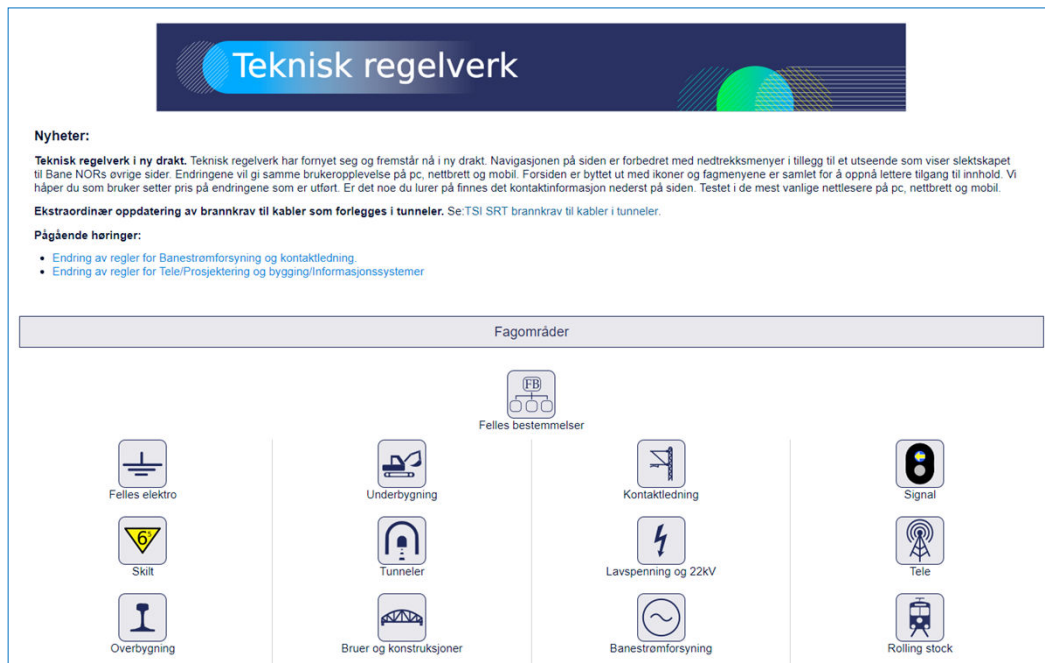 Teknisk regelverk
Nyheter:
Teknisk regelverk i ny drakt. Teknisk regelverk har fornyet seg og fremstår nå i ny drakt. Navigasjonen på siden er forbedret med nedtrekksmenyer i tillegg til et utseende som viser slektskapet
til Bane NORs øvrige sider. Endringene vil gi samme brukeropplevelse på pc, nettbrett og mobil. Forsiden er byttet ut med ikoner og fagmenyene er samlet for å oppnå lettere tilgang til innhold. Vi
håper du som bruker setter pris på endringene som er utført. Er det noe du lurer på finnes det kontaktinformasjon nederst på siden. Testet i de mest vanlige nettlesere på pc, nettbrett og mobil.
Ekstraordinær oppdatering av brannkrav til kabler som forlegges i tunneler. Se:TSI SRT brannkrav til kabler i tunneler.
Pågående høringer:
• Endring av regler for Banestrømforsyning og kontaktledning.
• Endring av regler for Tele/Prosjektering og bygging/Informasjonssystemer
Fagområder
FB
Felles bestemmelser
Felles elektro
Underbygning
Kontaktledning
Signal
6⁵
Skilt
Tunneler
Lavspenning og 22kV
Tele
Overbygning
Bruer og konstruksjoner
Banestrømforsyning
Rolling stock